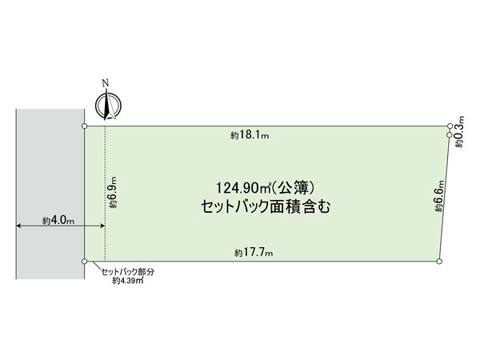 N
約18.1m
約0.3m
124.90㎡(公簿)
セットバック面積含む
約6.9m
約6.6m
約4.0m
約17.7m
セットバック部分
約4.39㎡